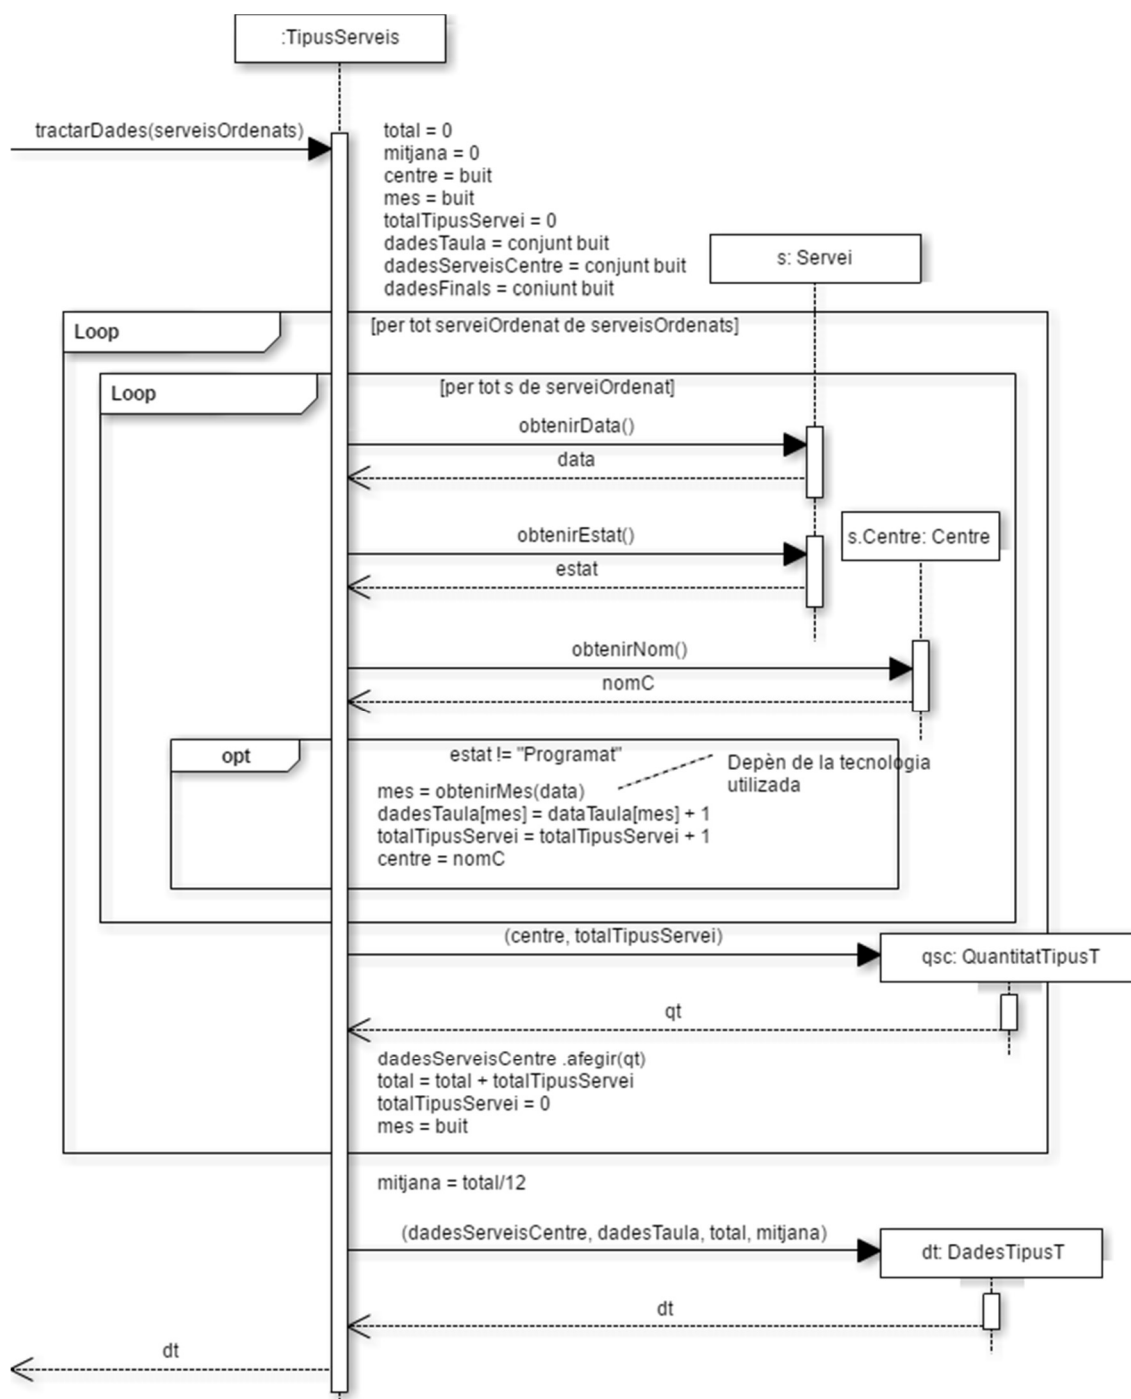 :TipusServeis
tractarDades(serveisOrdenats)
total = 0
mitjana = 0
centre = buit
mes = buit
totalTipusServei = 0
dadesTaula = conjunt buit
dadesServeisCentre = conjunt buit
dadesFinals = coniunt buit
s: Servei
Loop
[per tot serveiOrdenat de serveisOrdenats]
Loop
[per tot s de serveiOrdenat]
obtenirData()
data
obtenirEstat()
estat
s.Centre: Centre
obtenirNom()
nomC
opt
estat != "Programat"
Depèn de la tecnologia
utilizada
mes = obtenirMes(data)
dadesTaula[mes] = dataTaula[mes] + 1
totalTipusServei = totalTipusServei + 1
centre = nomC
(centre, totalTipusServei)
qsc: QuantitatTipusT
qt
dadesServeisCentre .afegir(qt)
total = total + totalTipusServei
totalTipusServei = 0
mes = buit
mitjana = total/12
(dadesServeisCentre, dadesTaula, total, mitjana)
dt: DadesTipusT
dt
dt